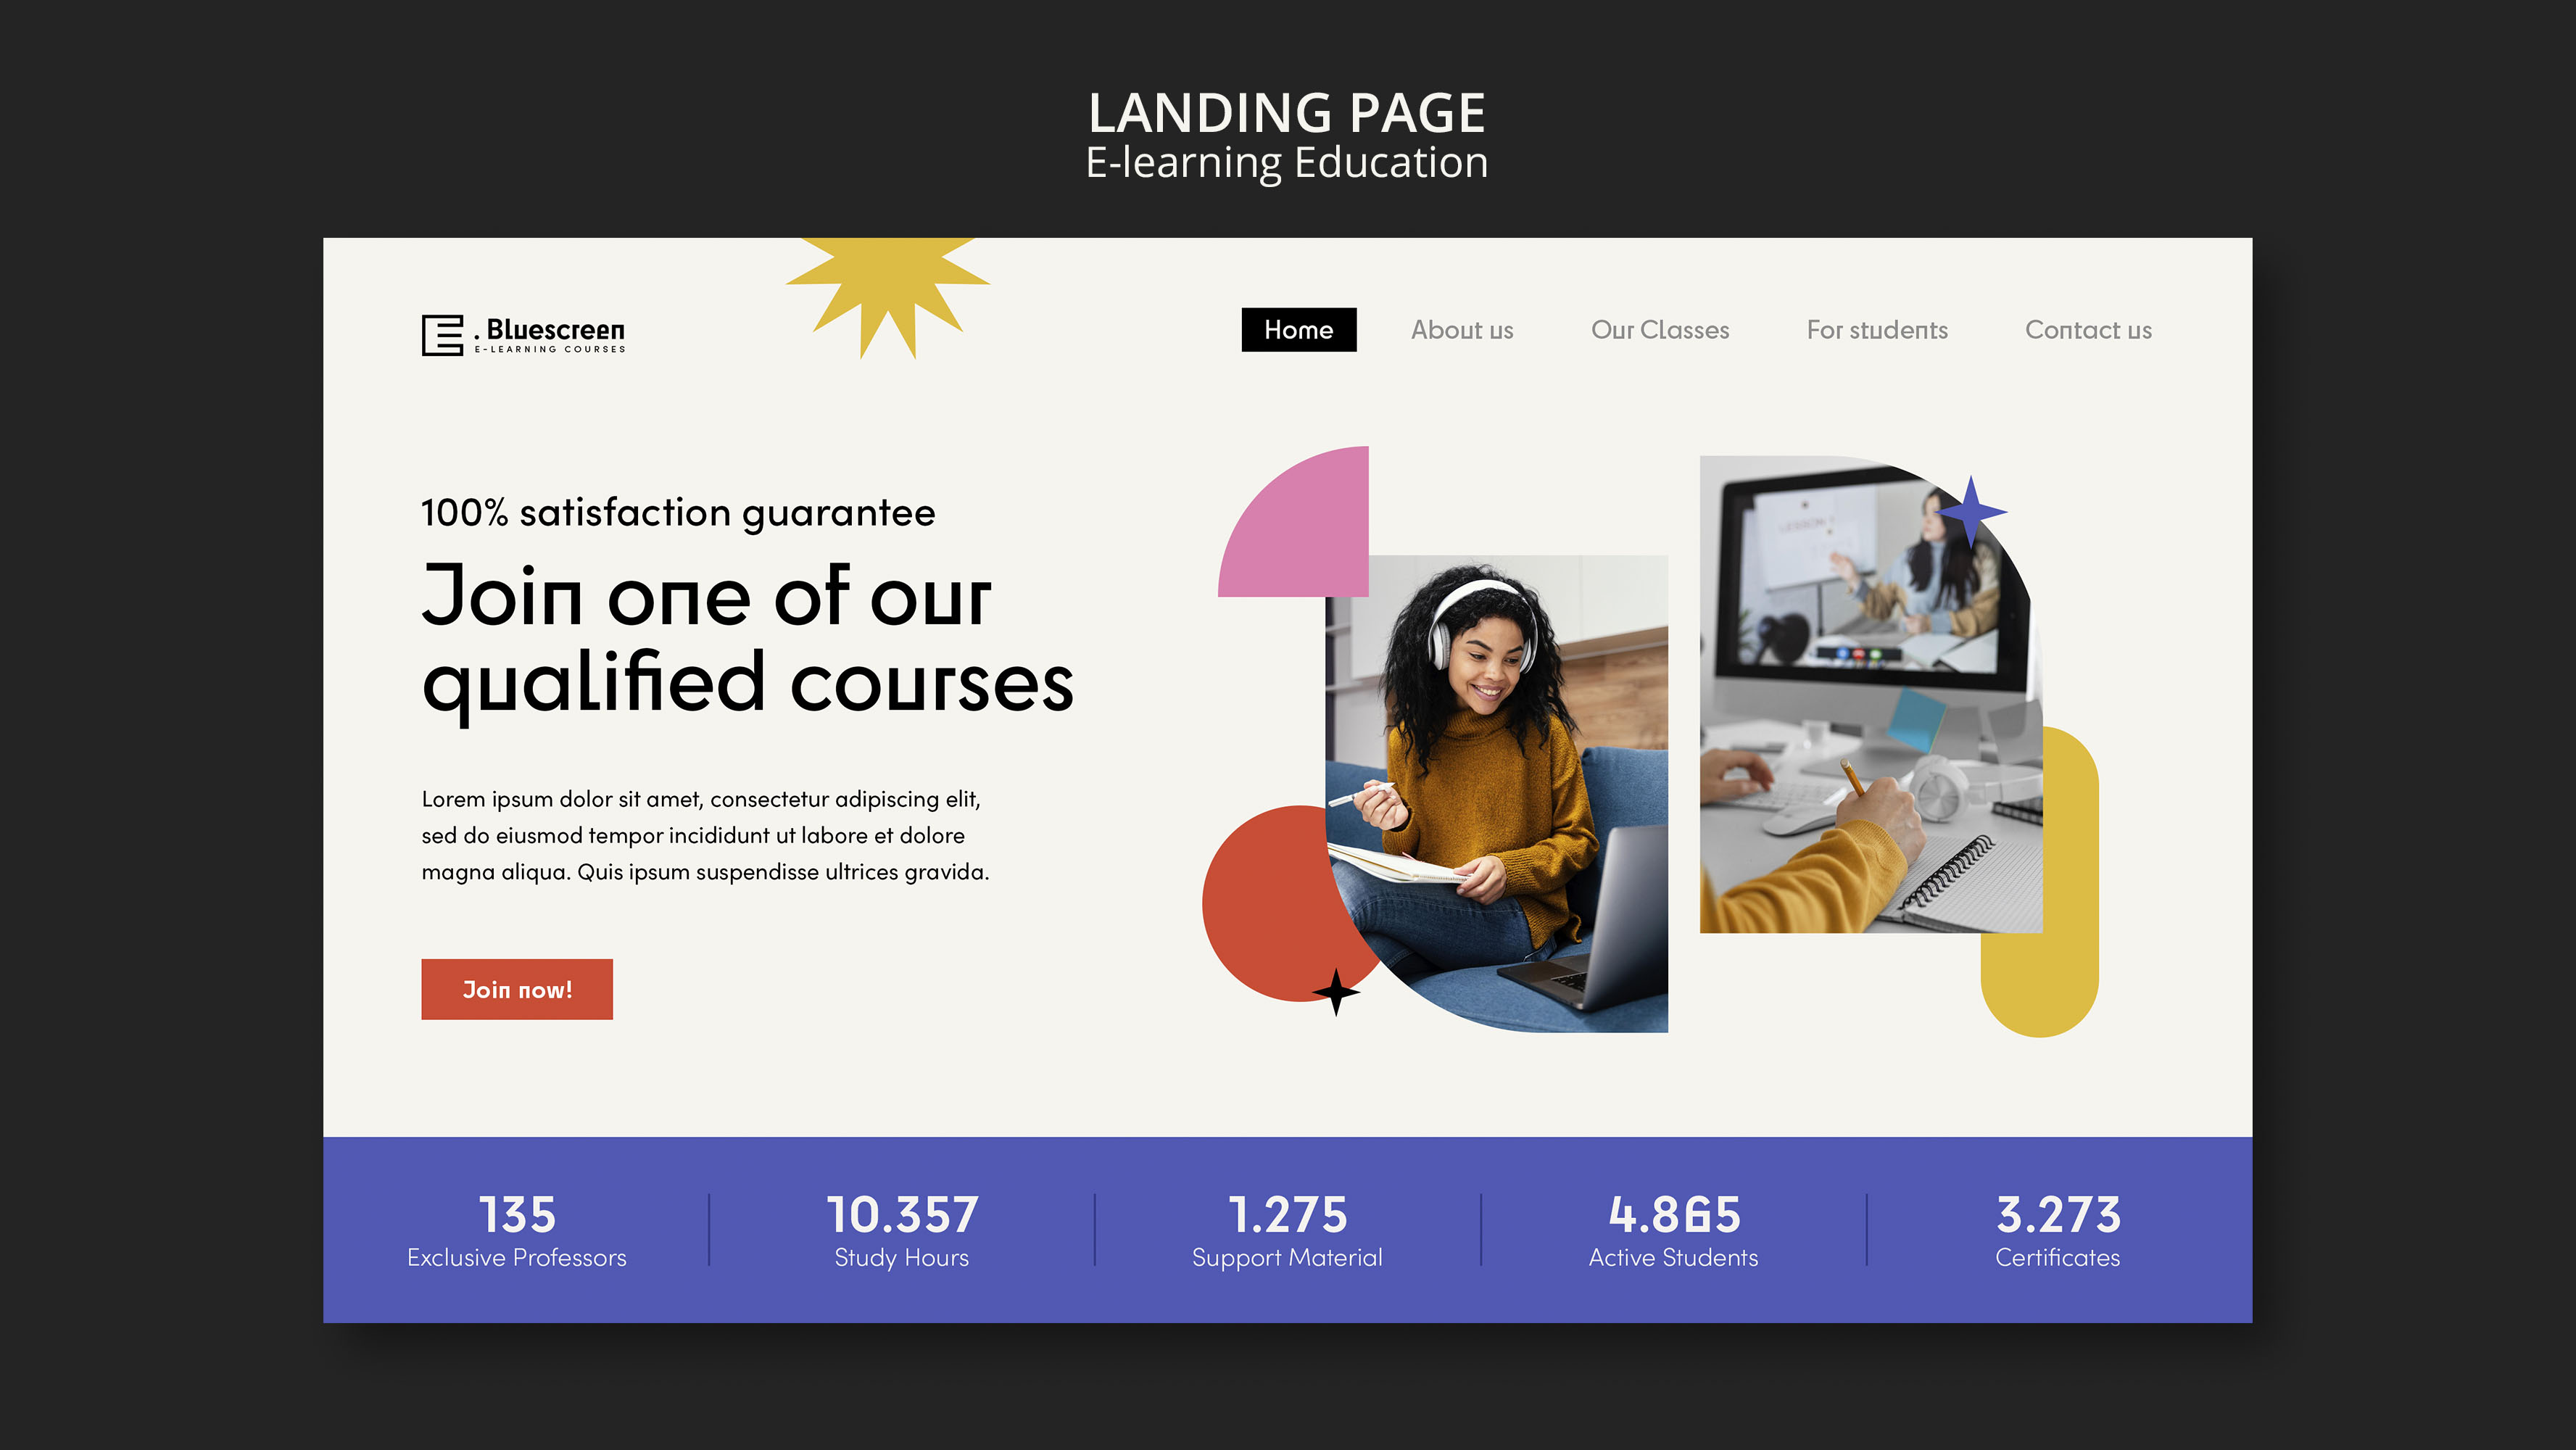 LANDING PAGE
E-learning Education
. Bluescreen
E-LEARNING COURSES
Home
About us
Our Classes
For students
Contact us
100% satisfaction guarantee
Join one of our
qualified courses
Lorem ipsum dolor sit amet, consectetur adipiscing elit,
sed do eiusmod tempor incididunt ut labore et dolore
magna aliqua. Quis ipsum suspendisse ultrices gravida.
Join now!
LESSON 1
135
Exclusive Professors
10.357
Study Hours
1.275
Support Material
4.865
Active Students
3.273
Certificates